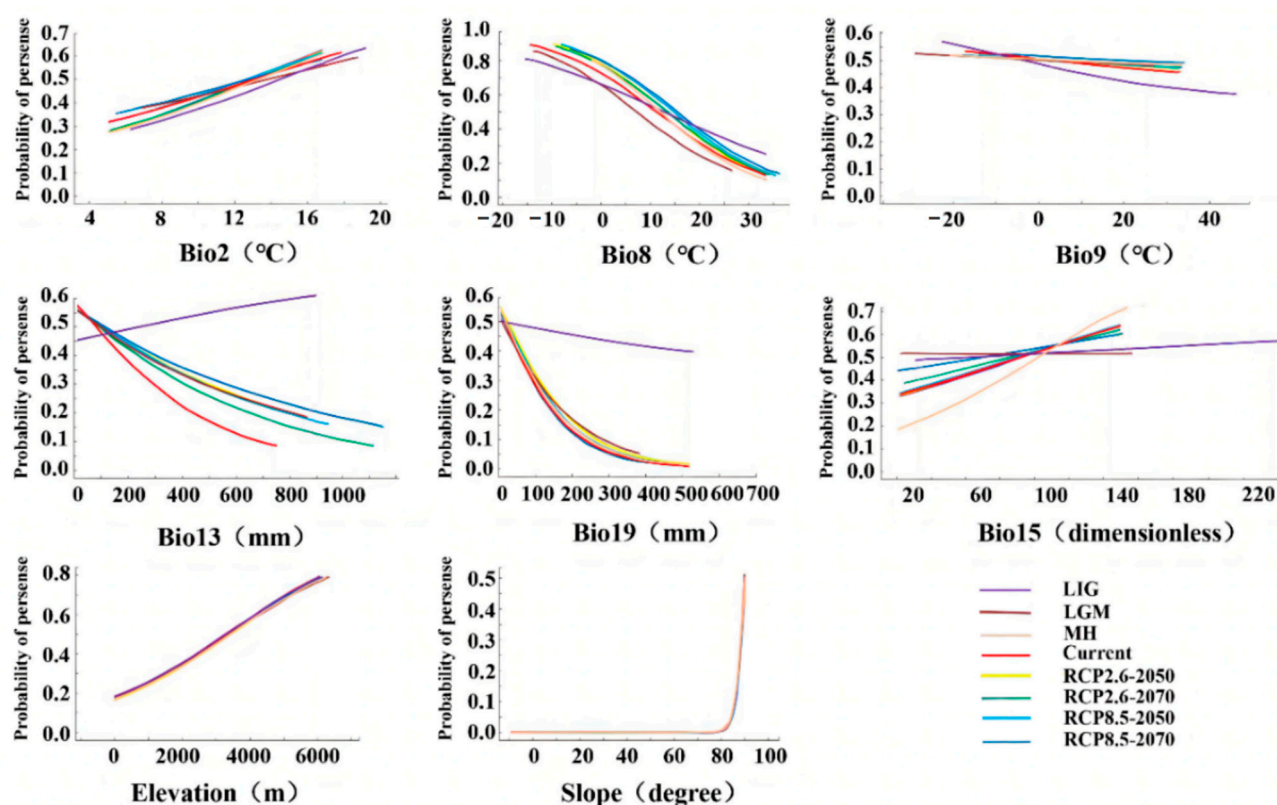 Probability of persense
0.7
0.6
0.5
0.4
0.3
0.2
0.1
0.0
4 8 12 16 20
Bio2（°C）
Probability of persense
1.0
0.8
0.6
0.4
0.2
0.0
−20 −10 0 10 20 30
Bio8（°C）
Probability of persense
0.7
0.6
0.5
0.4
0.3
0.2
0.1
0.0
−20 0 20 40
Bio9（°C）
Probability of persense
0.6
0.5
0.4
0.3
0.2
0.1
0.0
0 200 400 600 800 1000
Bio13（mm）
Probability of persense
0.6
0.5
0.4
0.3
0.2
0.1
0.0
0 100 200 300 400 500 600 700
Bio19（mm）
Probability of persense
0.7
0.6
0.5
0.4
0.3
0.2
0.1
0.0
20 60 100 140 180 220
Bio15（dimensionless）
Probability of persense
0.8
0.6
0.4
0.2
0.0
0 2000 4000 6000
Elevation（m）
Probability of persense
0.5
0.4
0.3
0.2
0.1
0.0
0 20 40 60 80 100
Slope（degree）
LIG
LGM
MH
Current
RCP2.6-2050
RCP2.6-2070
RCP8.5-2050
RCP8.5-2070